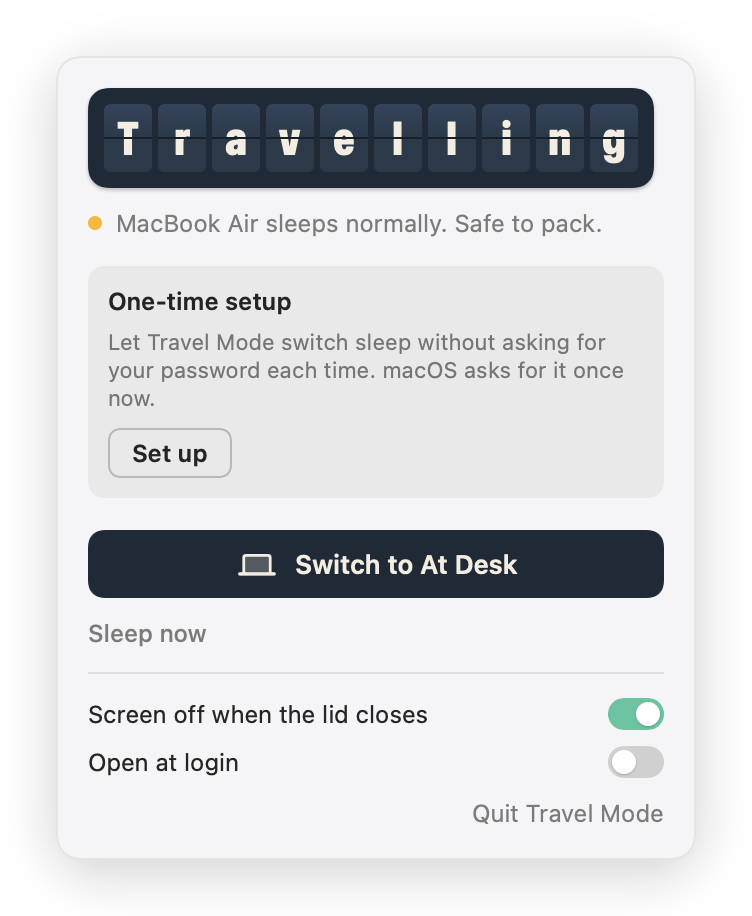 Travelling
MacBook Air sleeps normally. Safe to pack.
One-time setup
Let Travel Mode switch sleep without asking for
your password each time. macOS asks for it once
now.
Set up
Switch to At Desk
Sleep now
Screen off when the lid closes
Open at login
Quit Travel Mode